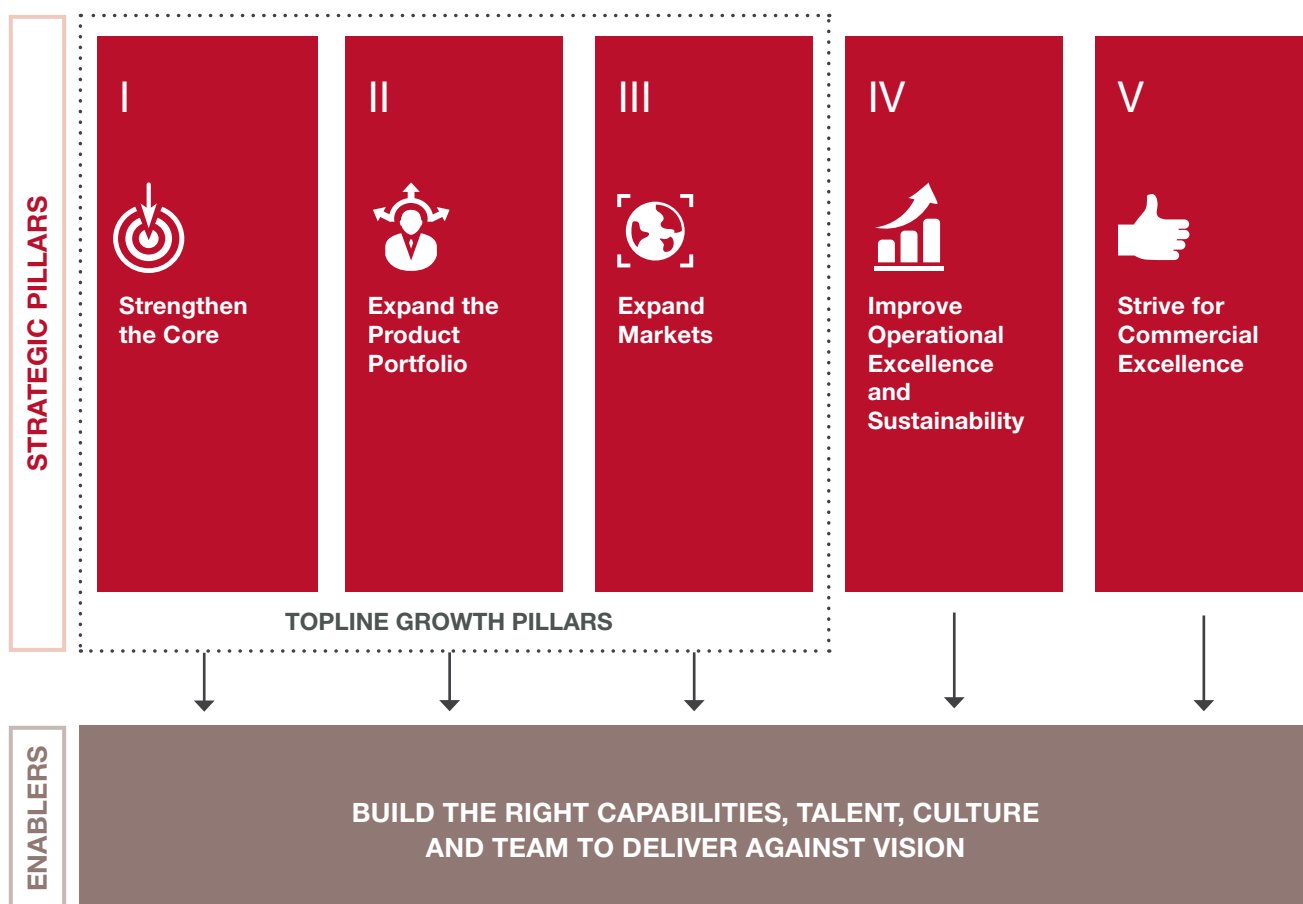 STRATEGIC PILLARS
I
Strengthen
the Core
II
Expand the
Product
Portfolio
III
Expand
Markets
IV
Improve
Operational
Excellence
and
Sustainability
V
Strive for
Commercial
Excellence
TOPLINE GROWTH PILLARS
ENABLERS
BUILD THE RIGHT CAPABILITIES, TALENT, CULTURE
AND TEAM TO DELIVER AGAINST VISION